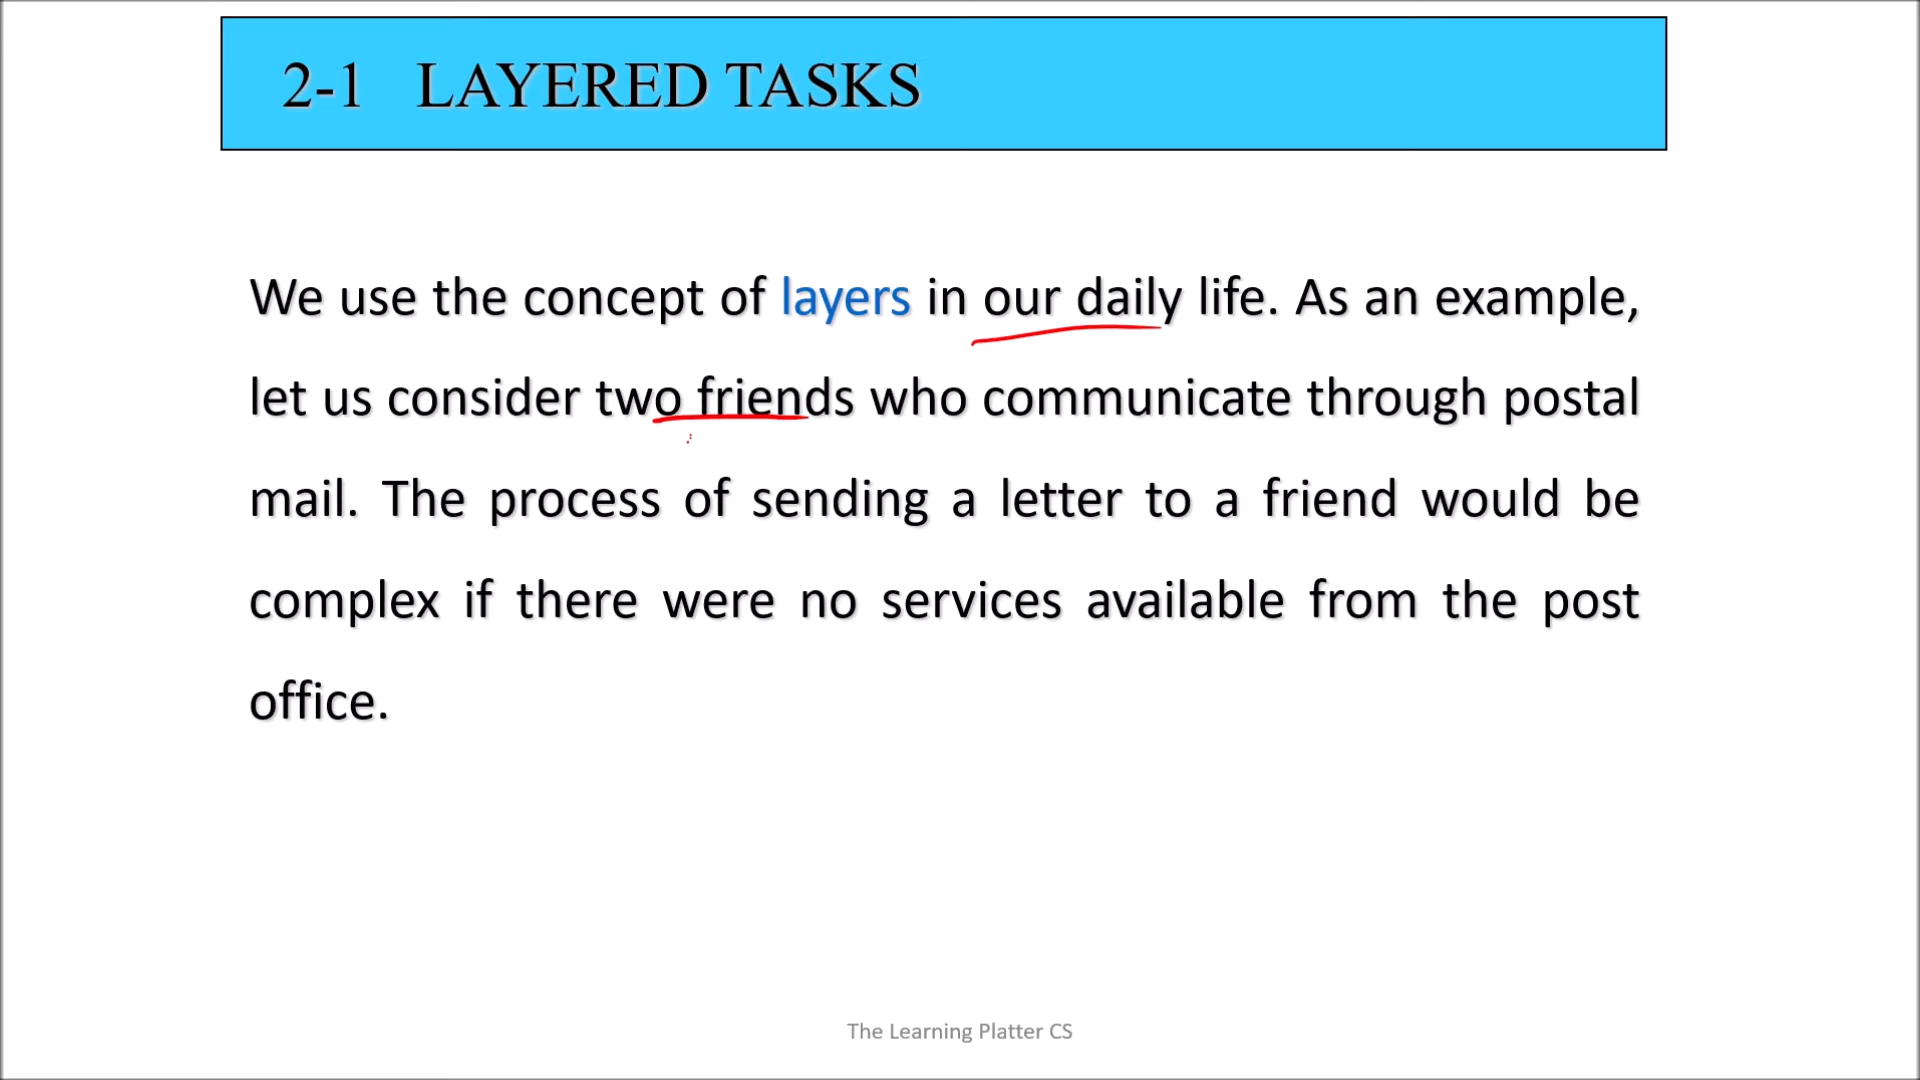 2-1 LAYERED TASKS
We use the concept of layers in our daily life. As an example,
let us consider two friends who communicate through postal
mail. The process of sending a letter to a friend would be
complex if there were no services available from the post
office.
The Learning Platter CS